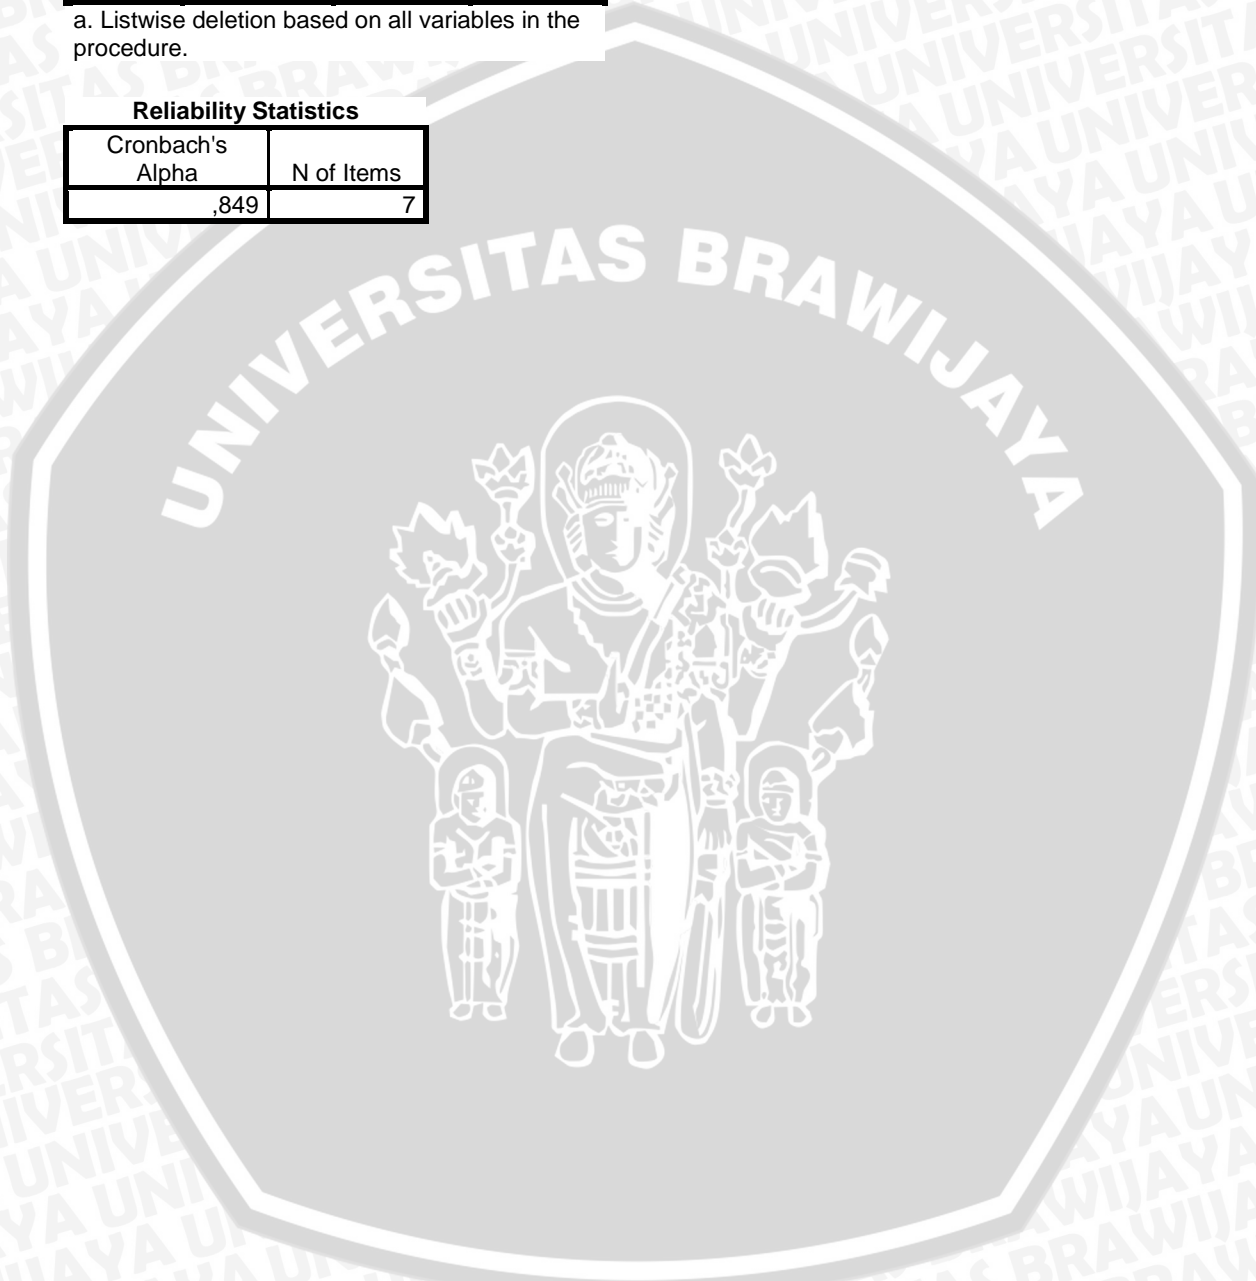 a. Listwise deletion based on all variables in the
procedure.
Reliability Statistics
Cronbach's
Alpha
N of Items
,849
7
UNIVERSITAS BRAWIJAYA